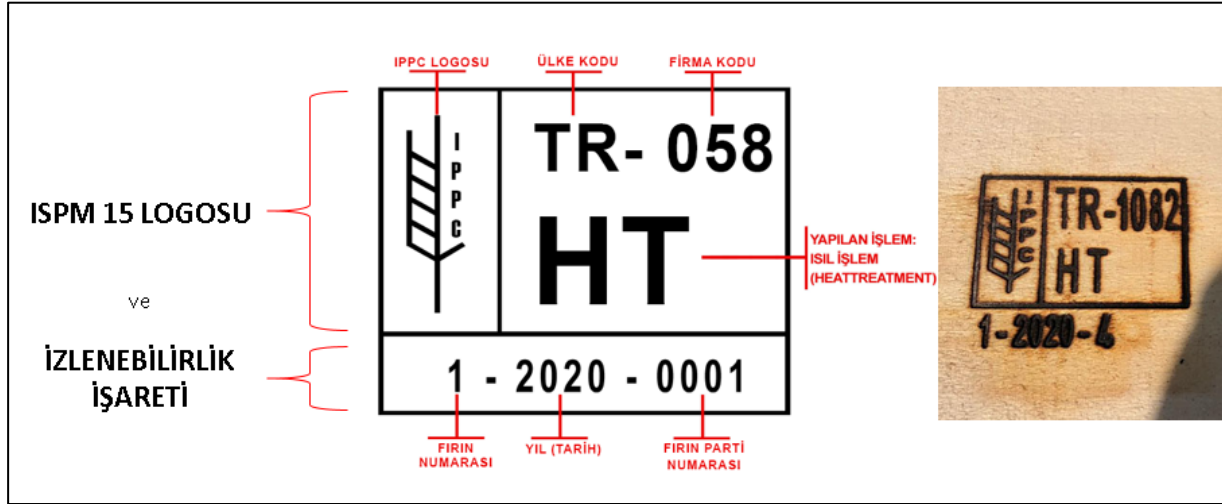 IPPC LOGOSU
ÜLKE KODU
FİRMA KODU
IPPC
TR- 058
HT
ISPM 15 LOGOSU
ve
İZLENEBİLİRLİK
İŞARETİ
YAPILAN İŞLEM:
ISIL İŞLEM
(HEATTREATMENT)
1 - 2020 - 0001
FIRIN
NUMARASI
YIL (TARİH)
FIRIN PARTİ
NUMARASI
IPPC
TR-1082
HT
1-2020-4